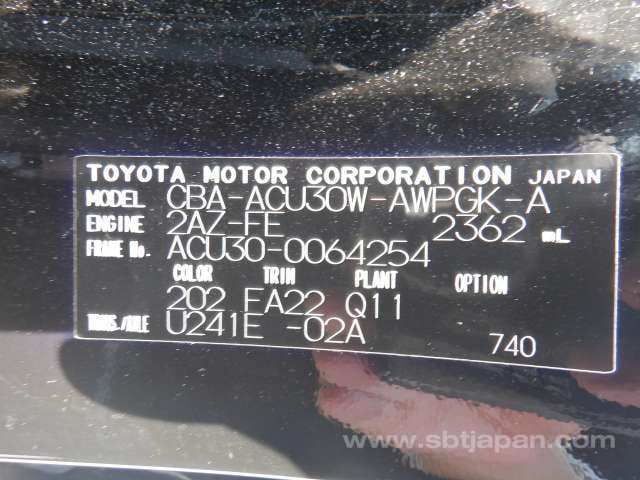 TOYOTA MOTOR CORPORATION JAPAN
MODEL CBA-ACU30W-AWPGK-A
ENGINE 2AZ-FE 2362 mL
FRAME No. ACU30-0064254
COLOR TRIM PLANT OPTION
202 FA22 Q11
TRANS./AXLE U241E -02A
740
www.sbtjapan.com